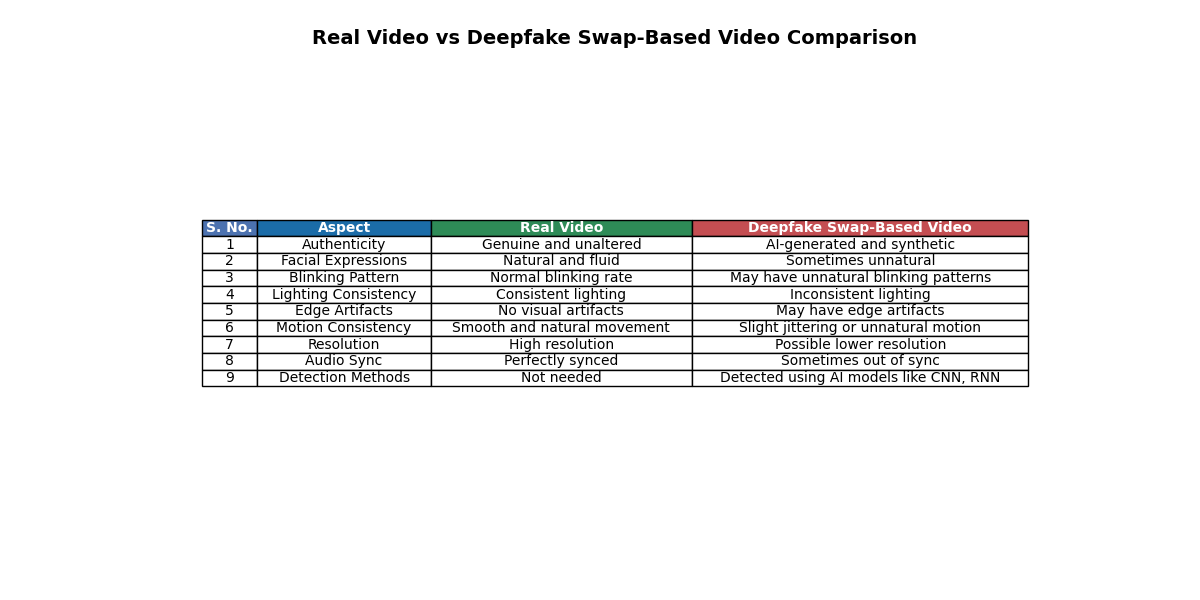 Real Video vs Deepfake Swap-Based Video Comparison
S. No. Aspect Real Video Deepfake Swap-Based Video
1 Authenticity Genuine and unaltered AI-generated and synthetic
2 Facial Expressions Natural and fluid Sometimes unnatural
3 Blinking Pattern Normal blinking rate May have unnatural blinking patterns
4 Lighting Consistency Consistent lighting Inconsistent lighting
5 Edge Artifacts No visual artifacts May have edge artifacts
6 Motion Consistency Smooth and natural movement Slight jittering or unnatural motion
7 Resolution High resolution Possible lower resolution
8 Audio Sync Perfectly synced Sometimes out of sync
9 Detection Methods Not needed Detected using AI models like CNN, RNN